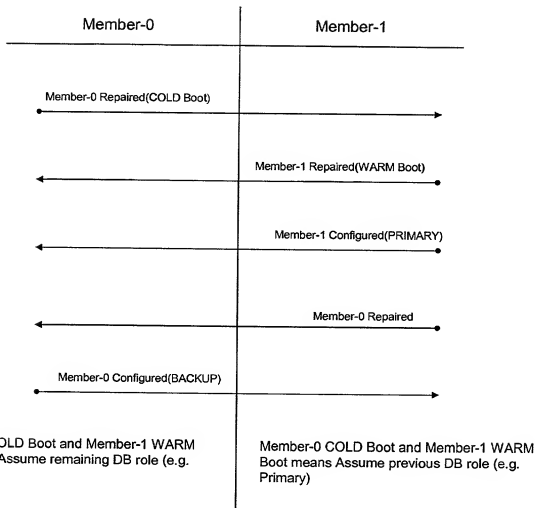 Member-0
Member-1
Member-0 Repaired(COLD Boot)
Member-1 Repaired(WARM Boot)
Member-1 Configured(PRIMARY)
Member-0 Repaired
Member-0 Configured(BACKUP)
OLD Boot and Member-1 WARM
Assume remaining DB role (e.g.
Member-0 COLD Boot and Member-1 WARM
Boot means Assume previous DB role (e.g.
Primary)